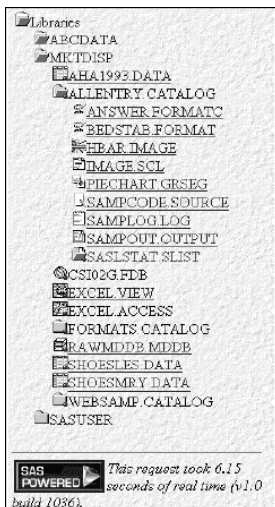 Libraries
ABCDATA
MKTDISP
AHA1993.DATA
ALLENTRY.CATALOG
ANSWER.FORMATC
BEDSTAB.FORMAT
HBAR.IMAGE
IMAGE.SCL
PIECHART.GRSEG
SAMPCODE.SOURCE
SAMPLOG.LOG
SAMPOUT.OUTPUT
SASLSTAT.SLIST
CSI02G.FDB
EXCEL.VIEW
EXCEL.ACCESS
FORMATS.CATALOG
RAWMDDB.MDDB
SHOESLES.DATA
SHOESMRY.DATA
WEBSAMP.CATALOG
SASUSER
SAS
POWERED
This request took 6.15
seconds of real time (v1.0
build 1036).